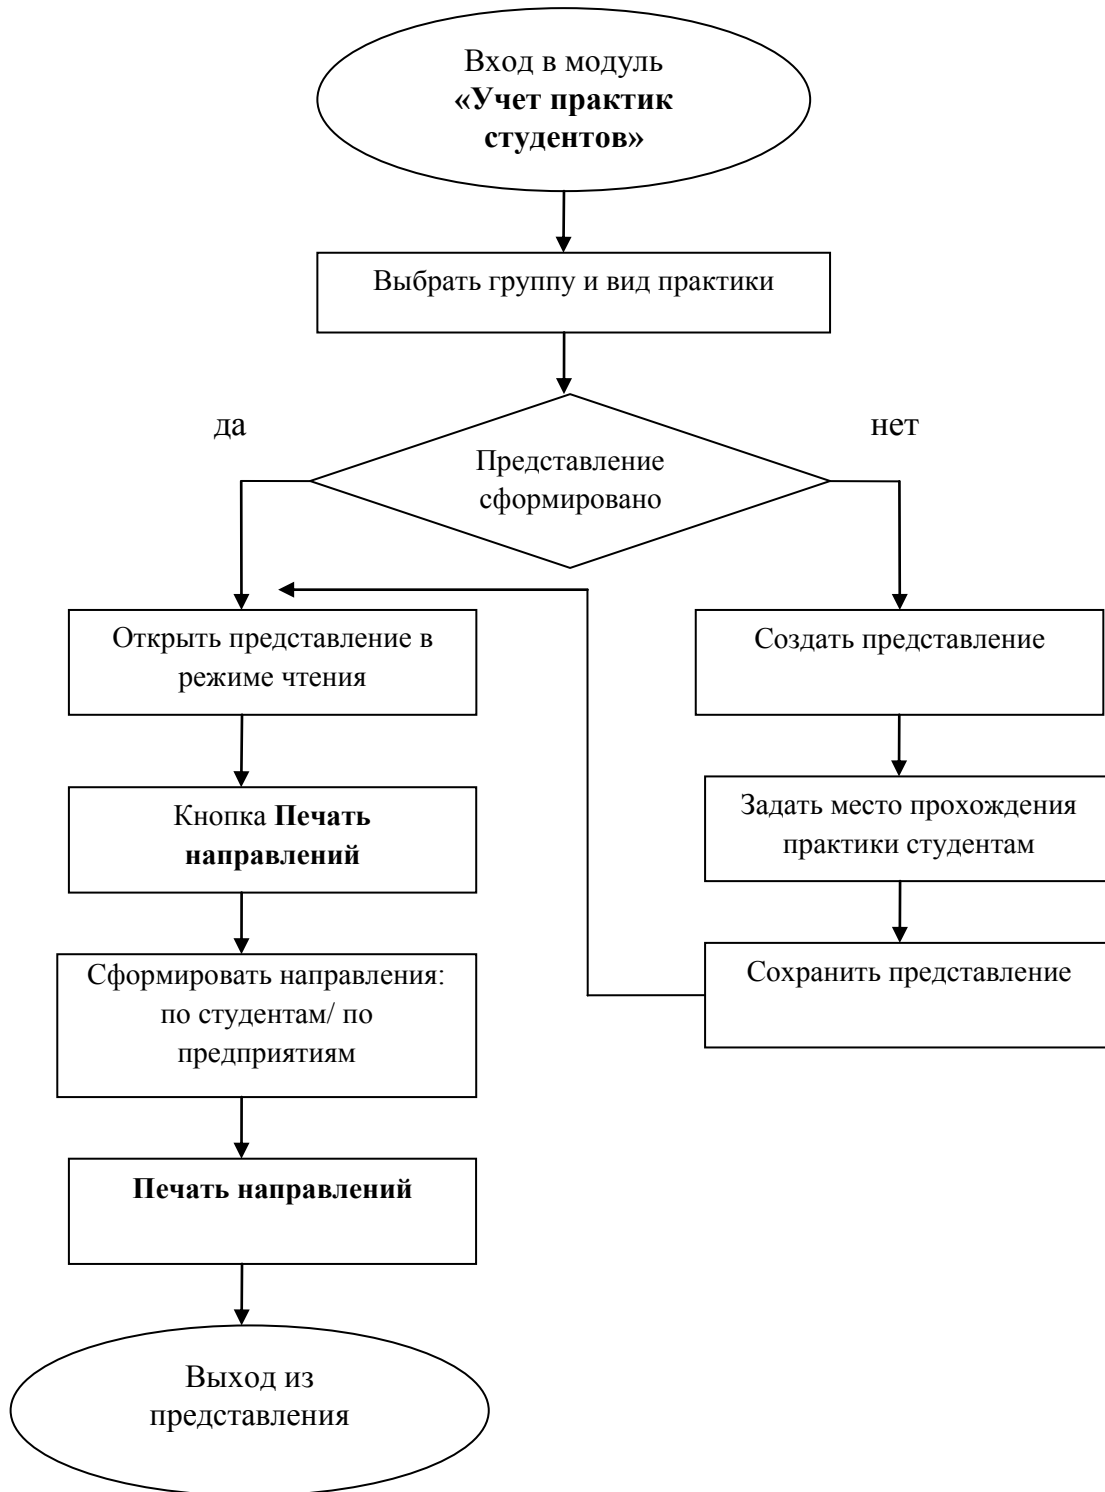 Вход в модуль
«Учет практик
студентов»
Выбрать группу и вид практики
да
нет
Представление
сформировано
Открыть представление в
режиме чтения
Создать представление
Кнопка Печать
направлений
Задать место прохождения
практики студентам
Сформировать направления:
по студентам/ по
предприятиям
Сохранить представление
Печать направлений
Выход из
представления